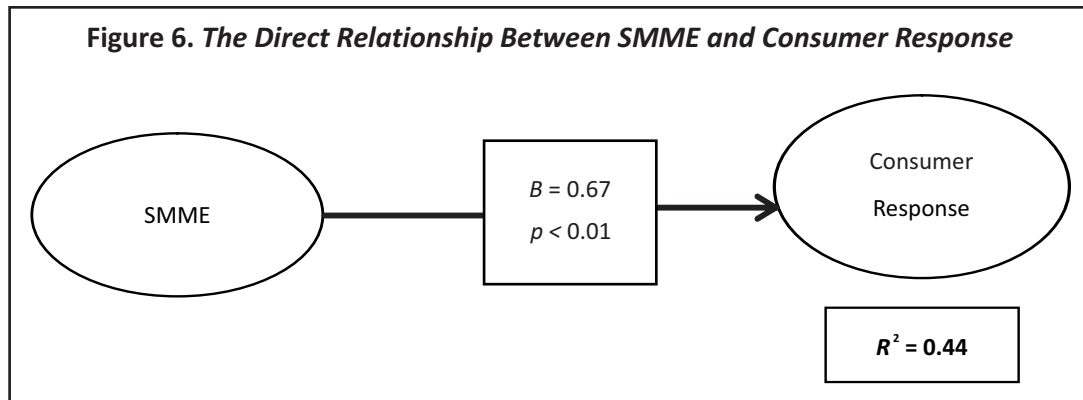 Figure 6. The Direct Relationship Between SMME and Consumer Response
SMME
B = 0.67
p < 0.01
Consumer
Response
R² = 0.44